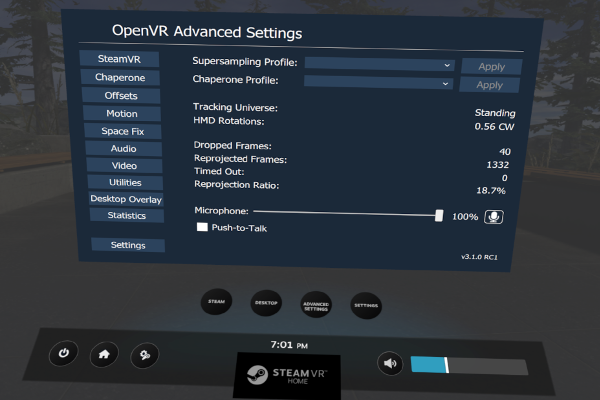 OpenVR Advanced Settings
SteamVR
Chaperone
Offsets
Motion
Space Fix
Audio
Video
Utilities
Desktop Overlay
Statistics
Settings
Supersampling Profile: Apply
Chaperone Profile: Apply
Tracking Universe: Standing
HMD Rotations: 0.56 CW
Dropped Frames: 40
Reprojected Frames: 1332
Timed Out: 0
Reprojection Ratio: 18.7%
Microphone: 100%
Push-to-Talk
v3.1.0 RC1
STEAM
DESKTOP
ADVANCED
SETTINGS
SETTINGS
7:01 PM
STEAMVR™
HOME